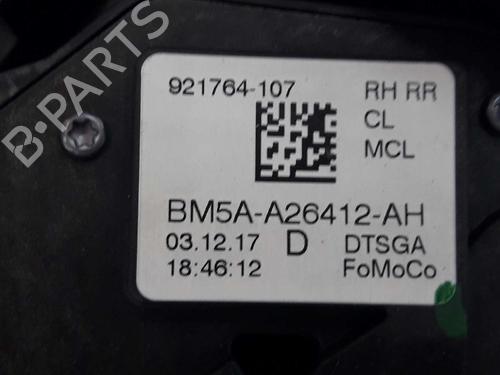 B-PARTS
921764-107 RH RR
CL
MCL
BM5A-A26412-AH
03.12.17 D DTSGA
18:46:12 FoMoCo